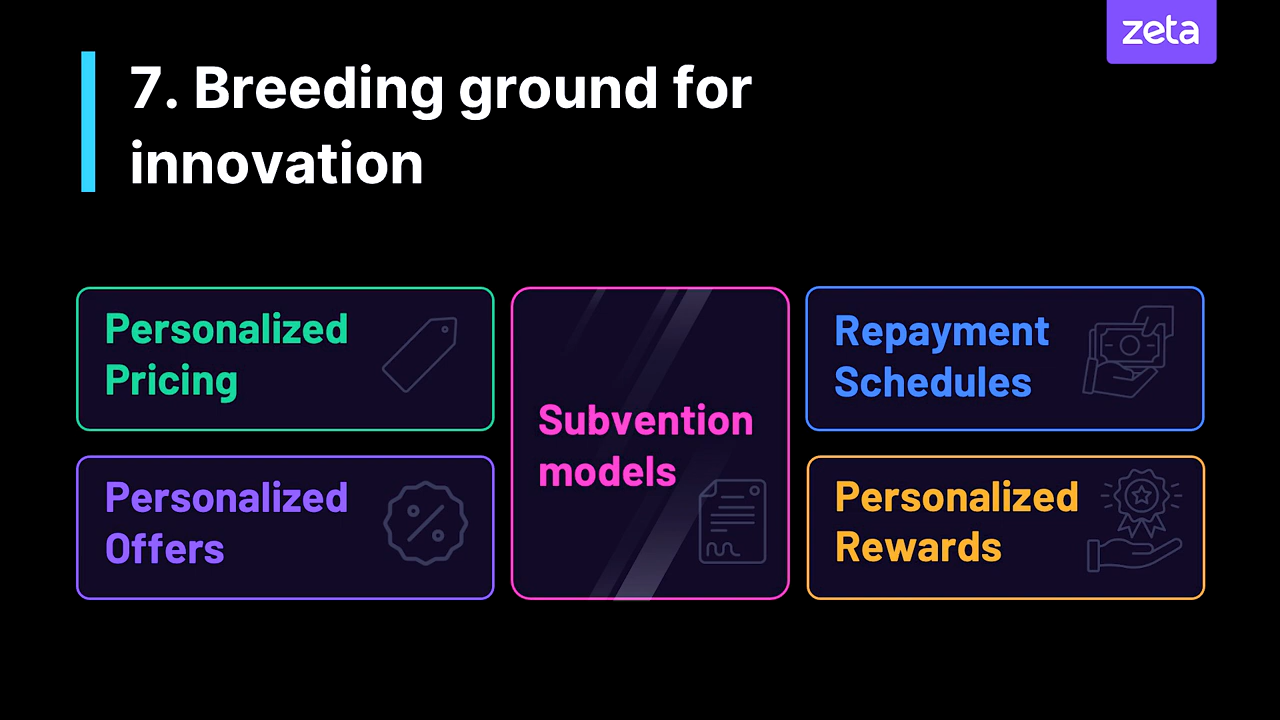 zeta
7. Breeding ground for
innovation
Personalized
Pricing
Personalized
Offers
Subvention
models
Repayment
Schedules
Personalized
Rewards